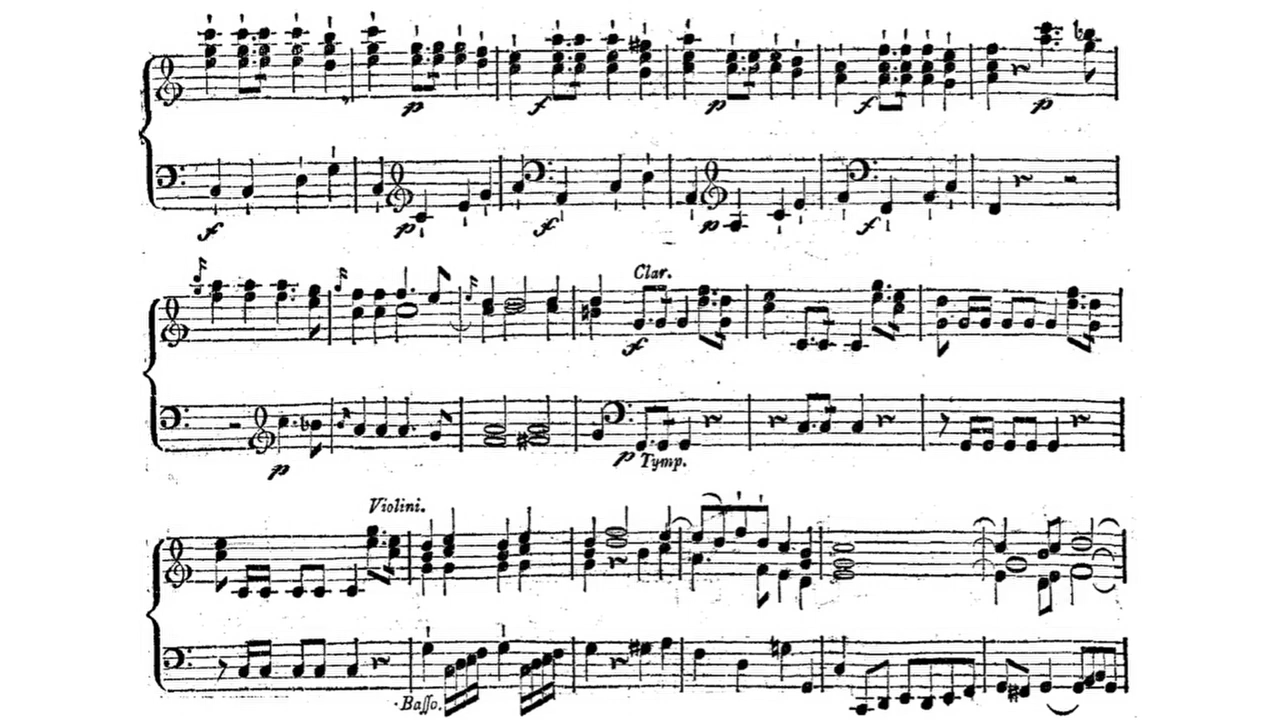 p f p f p
f p f p f
Clar.
f
p
p Tymp.
Violini.
Baſſo.